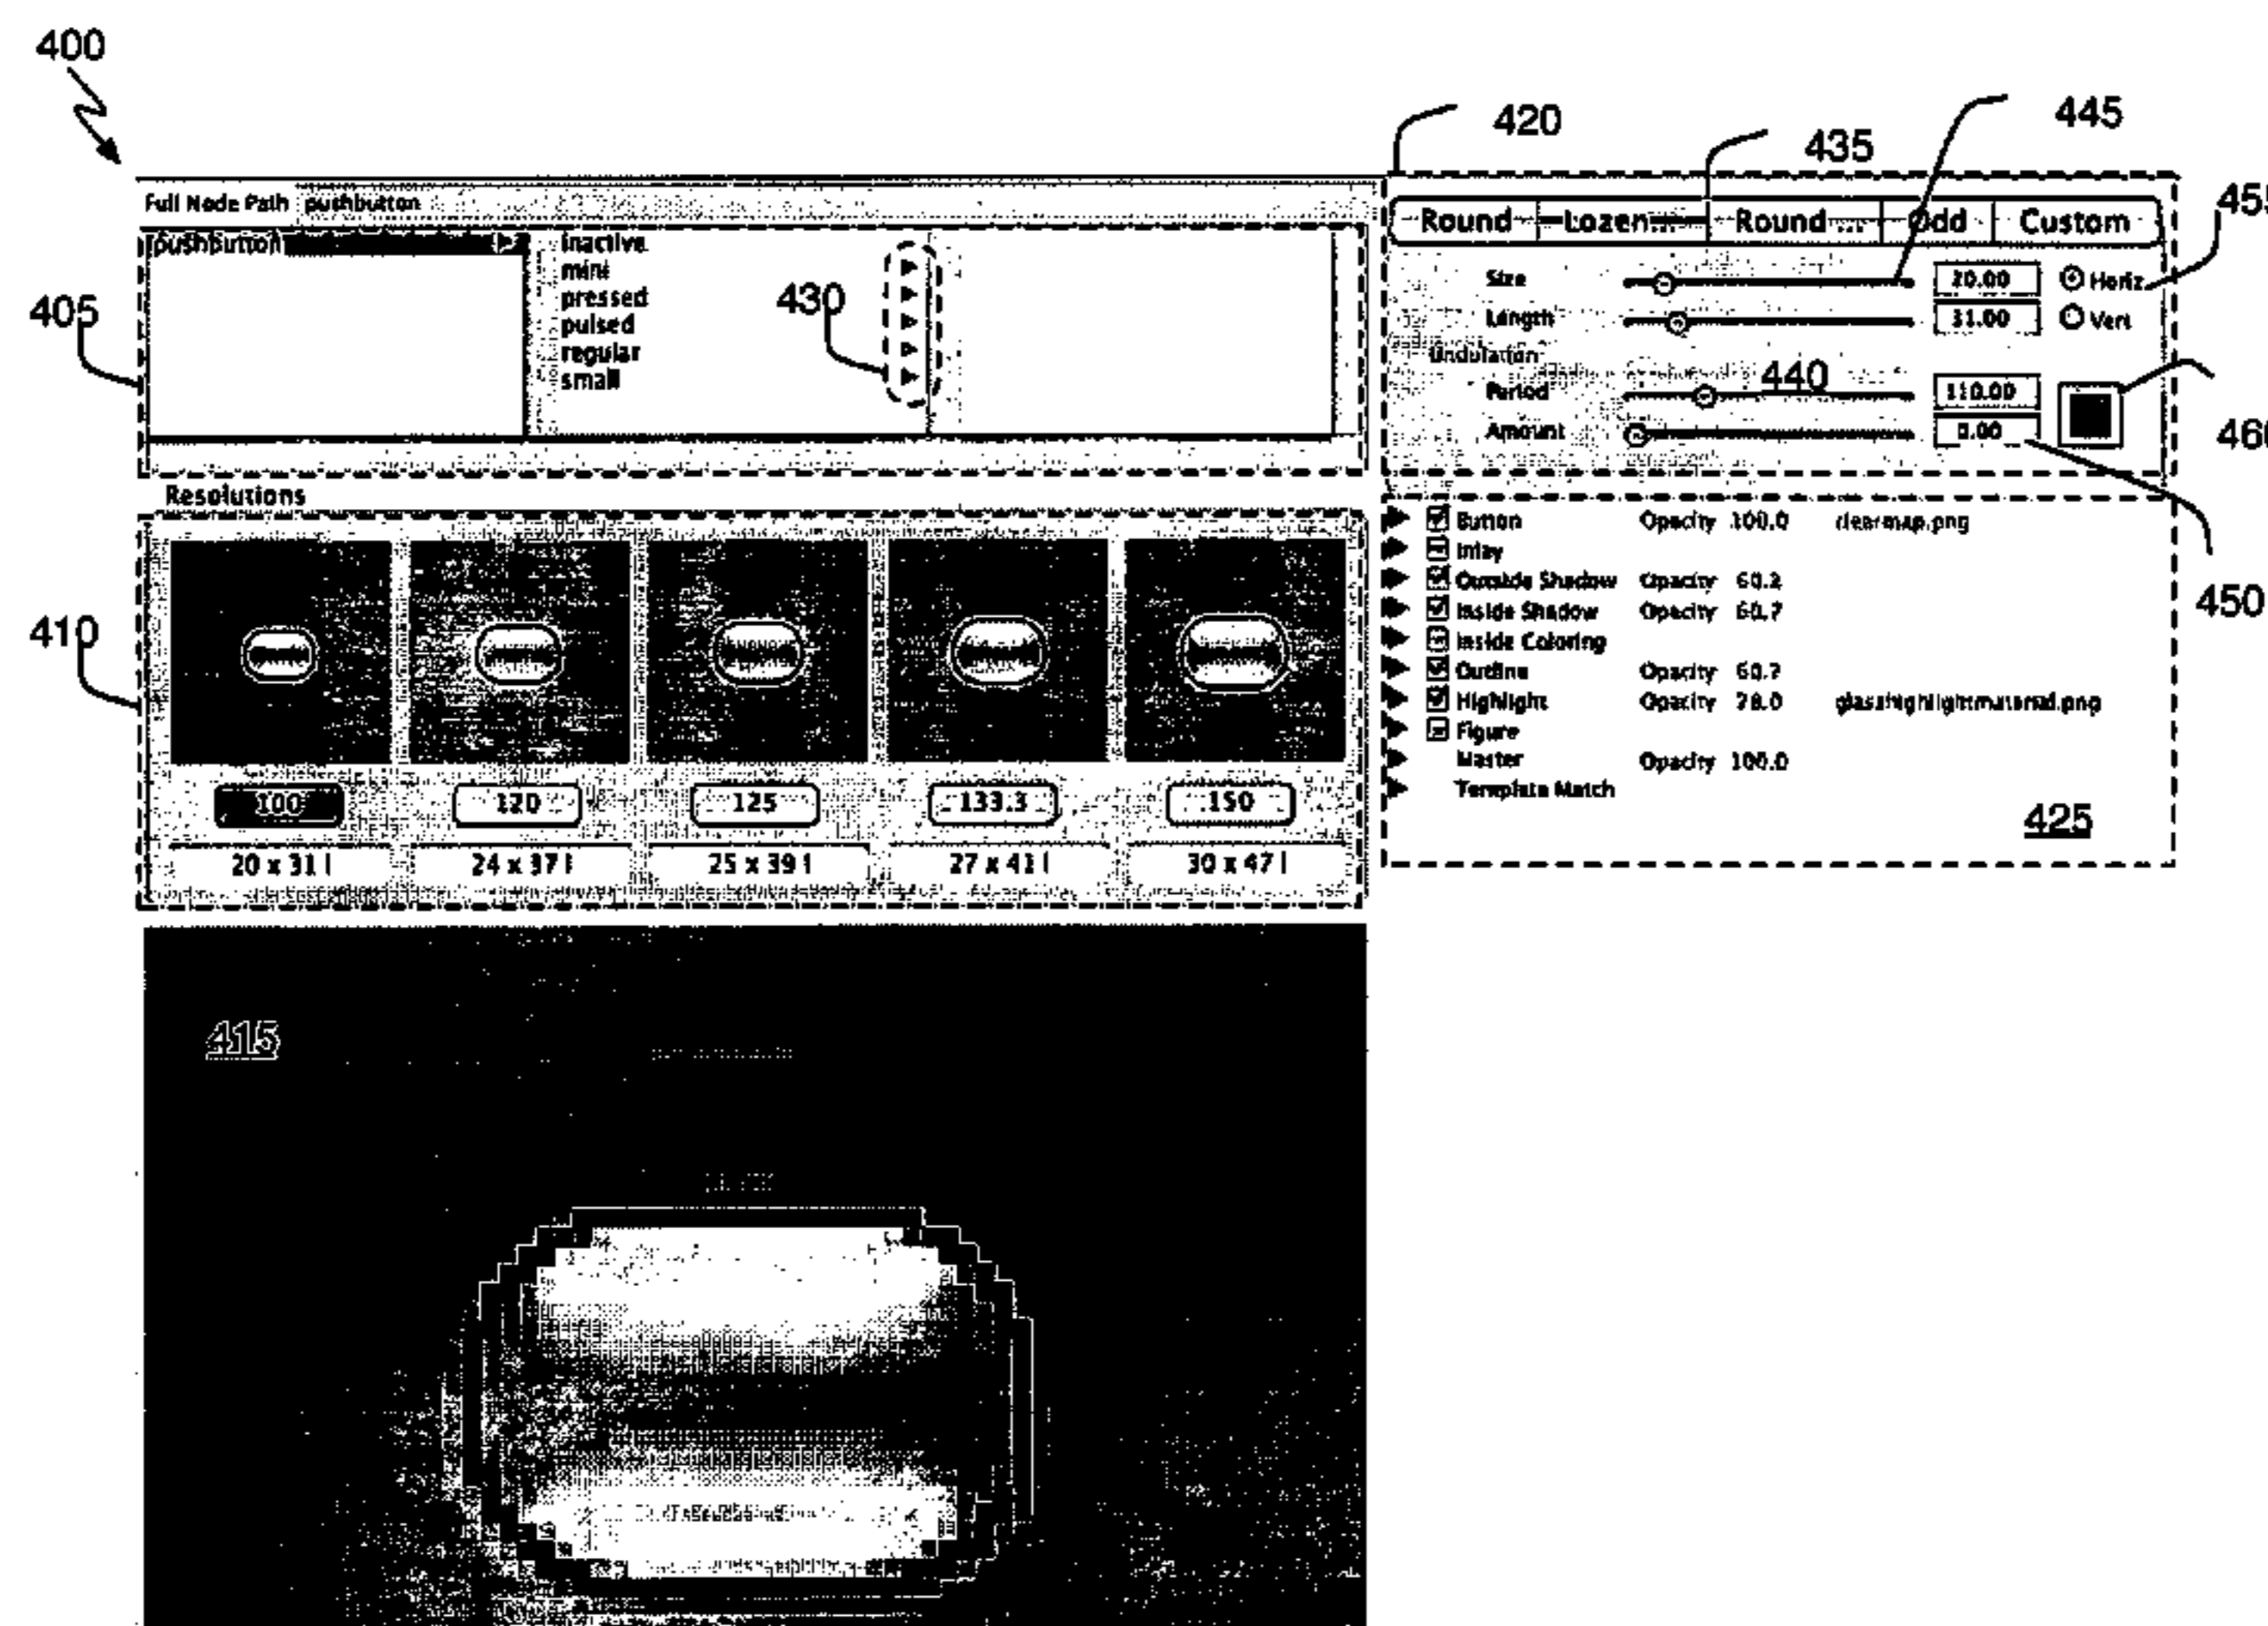 400
420
445
435
Full Node Path pushbutton
Round Lozen... Round ... Odd Custom
pushbutton
inactive
mini
pressed
pulsed
regular
small
405
430
Size 20.00 Horiz
Length 31.00 Vert
Undulation
440
Period 110.00
Amount 0.00
450
Resolutions
410
100 120 125 133.3 150
20 x 31 24 x 37 25 x 39 27 x 41 30 x 47
Button Opacity 100.0 clearmap.png
Inlay
Outside Shadow Opacity 60.2
Inside Shadow Opacity 60.?
Inside Coloring
Outline Opacity 60.?
Highlight Opacity 78.0 glasshighlightmaterial.png
Figure
Master Opacity 100.0
Template Match
425
415